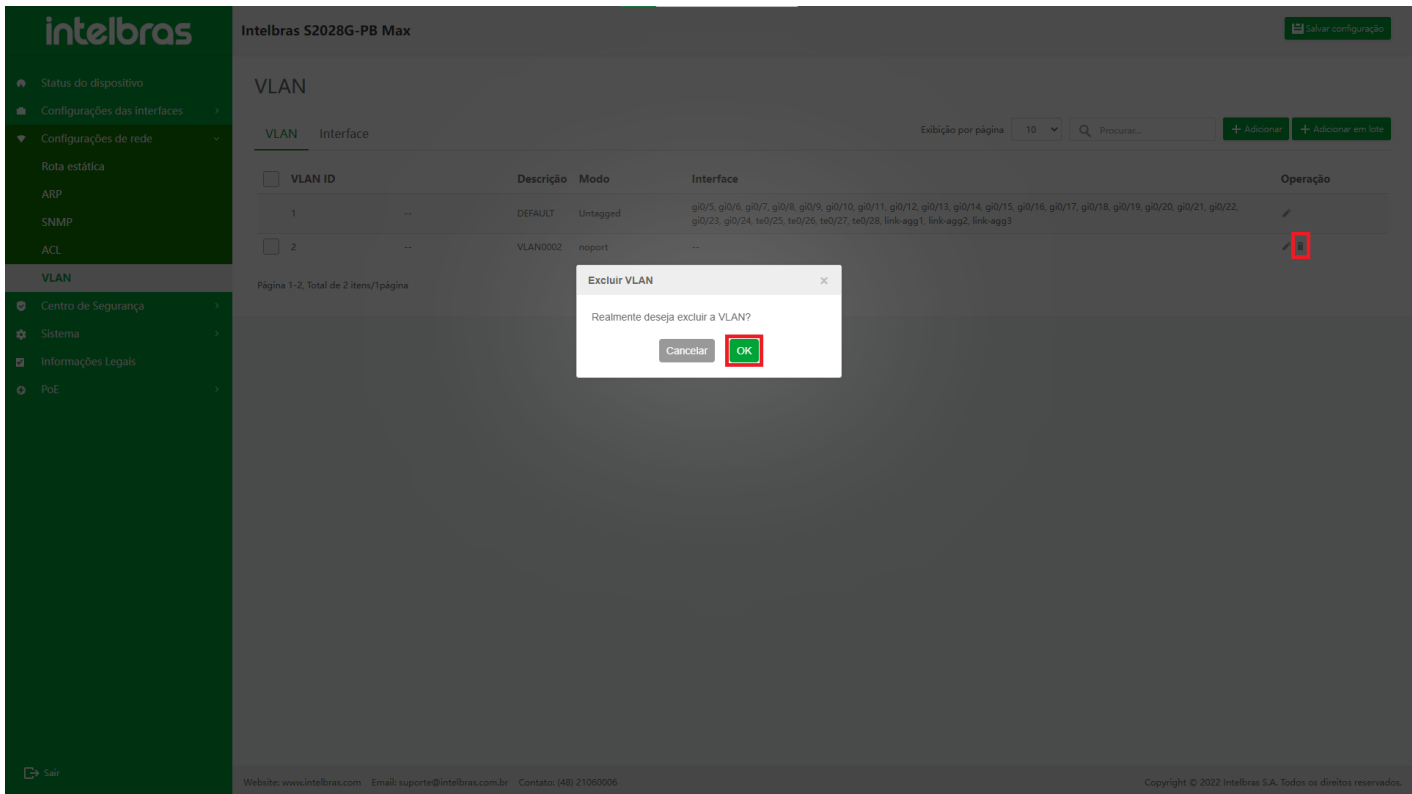 intelbras
Intelbras S2028G-PB Max
Salvar configuração
Status do dispositivo
Configurações das interfaces
Configurações de rede
Rota estática
ARP
SNMP
ACL
VLAN
Centro de Segurança
Sistema
Informações Legais
PoE
Sair
VLAN
VLAN Interface
Exibição por página 10 Procurar... + Adicionar + Adicionar em lote
VLAN ID Descrição Modo Interface Operação
1 -- DEFAULT Untagged gi0/5, gi0/6, gi0/7, gi0/8, gi0/9, gi0/10, gi0/11, gi0/12, gi0/13, gi0/14, gi0/15, gi0/16, gi0/17, gi0/18, gi0/19, gi0/20, gi0/21, gi0/22,
gi0/23, gi0/24, te0/25, te0/26, te0/27, te0/28, link-agg1, link-agg2, link-agg3
2 -- VLAN0002 noport --
Página 1-2, Total de 2 itens/1página
Excluir VLAN ×
Realmente deseja excluir a VLAN?
Cancelar OK
Website: www.intelbras.com Email: suporte@intelbras.com.br Contato: (48) 21060006
Copyright © 2022 Intelbras S.A. Todos os direitos reservados.